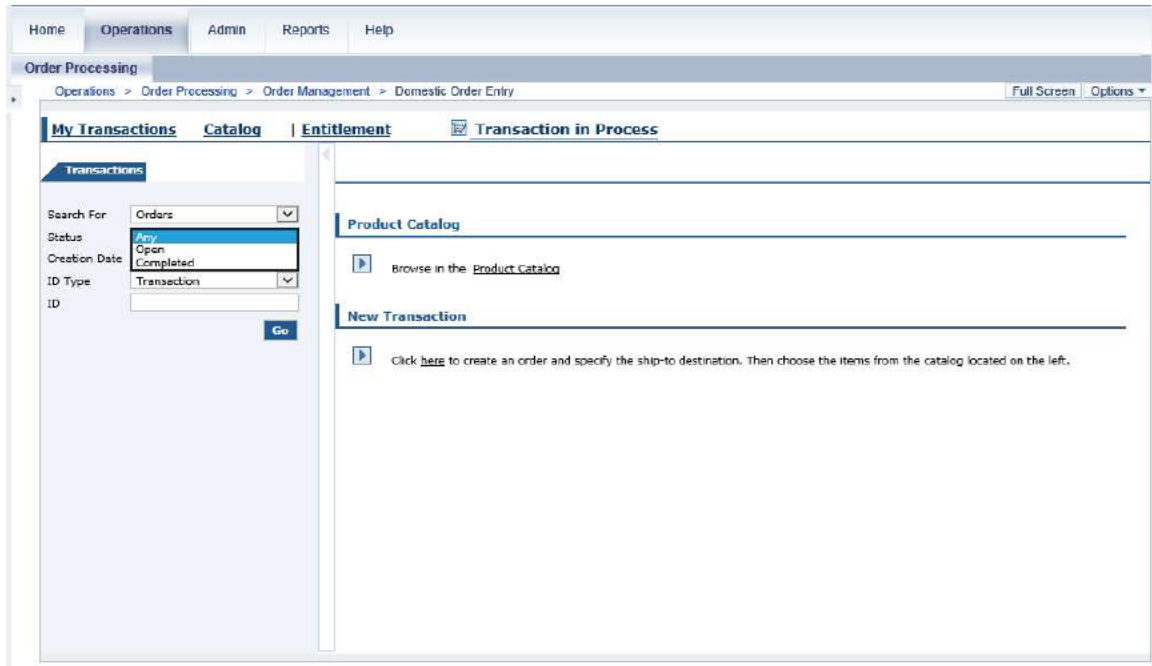 Home Operations Admin Reports Help
Order Processing
Operations > Order Processing > Order Management > Domestic Order Entry Full Screen Options
My Transactions Catalog | Entitlement Transaction in Process
Transactions
Search For Orders
Status Any
Open
Creation Date Completed
ID Type Transaction
ID
Go
Product Catalog
Browse in the Product Catalog
New Transaction
Click here to create an order and specify the ship-to destination. Then choose the items from the catalog located on the left.